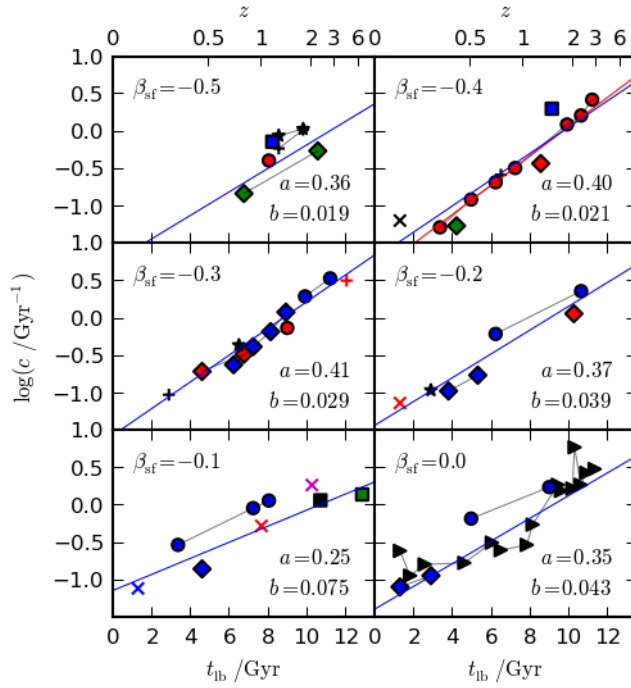 z z
0 0.5 1 2 3 6 0 0.5 1 2 3 6
1.0
0.5
0.0
−0.5
−1.0
β_sf=−0.5
a=0.36
b=0.019
β_sf=−0.4
a=0.40
b=0.021
log(c /Gyr⁻¹)
1.0
0.5
0.0
−0.5
−1.0
β_sf=−0.3
a=0.41
b=0.029
β_sf=−0.2
a=0.37
b=0.039
1.0
0.5
0.0
−0.5
−1.0
β_sf=−0.1
a=0.25
b=0.075
β_sf=0.0
a=0.35
b=0.043
0 2 4 6 8 10 12 0 2 4 6 8 10 12
t_lb /Gyr t_lb /Gyr